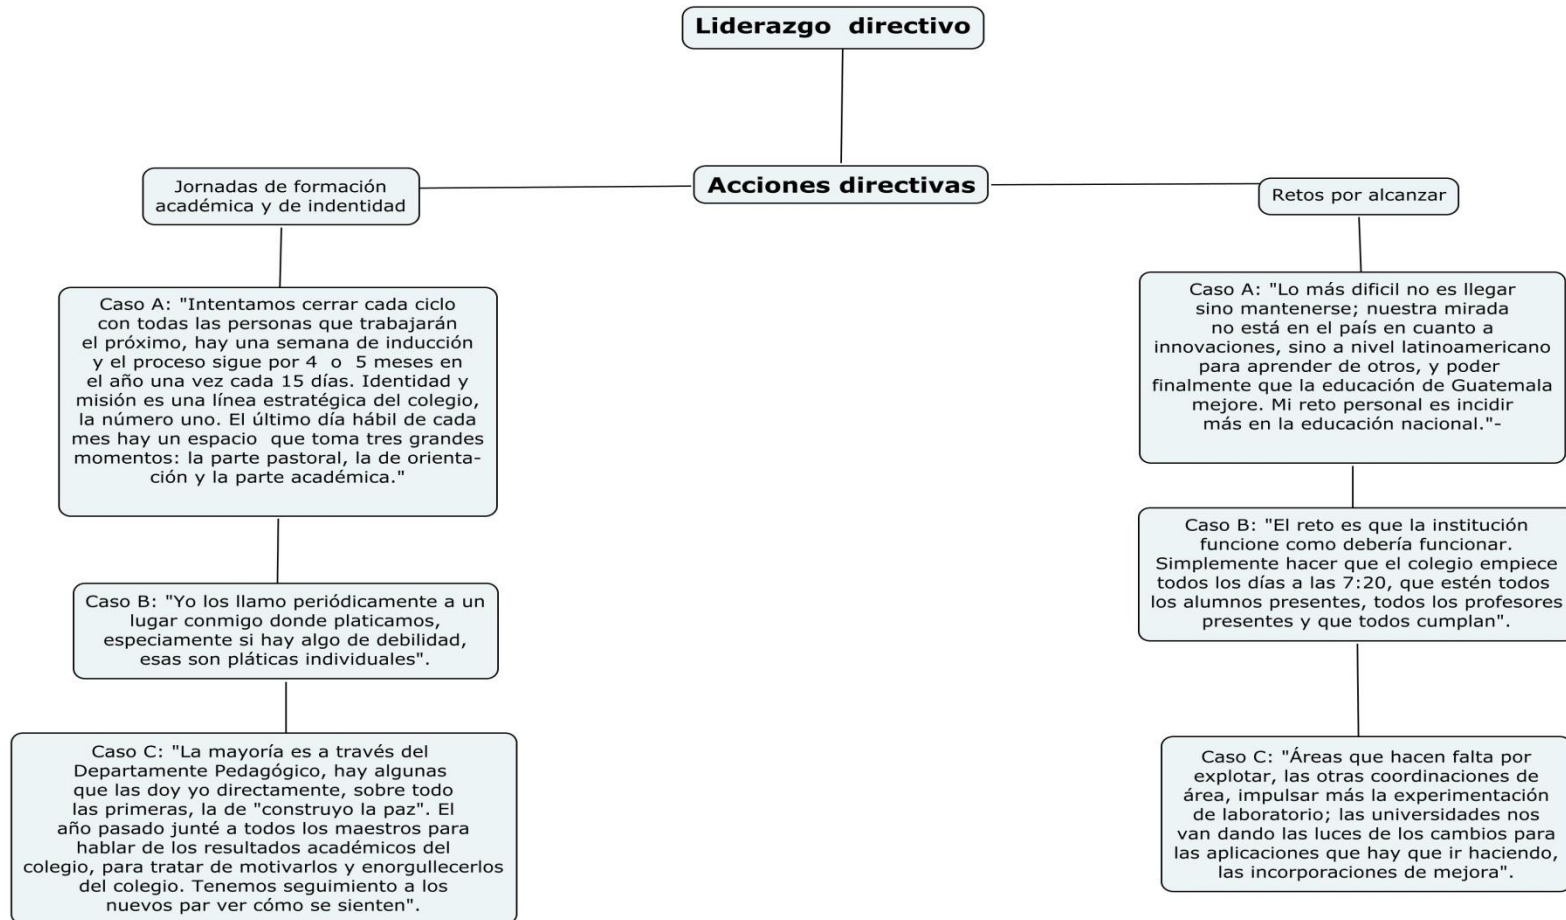 Liderazgo  directivo
Acciones directivas
Jornadas de formación
académica y de indentidad
Caso A: "Intentamos cerrar cada ciclo
con todas las personas que trabajarán
el próximo, hay una semana de inducción
y el proceso sigue por 4  o  5 meses en
el año una vez cada 15 días. Identidad y
misión es una línea estratégica del colegio,
la número uno. El último día hábil de cada
mes hay un espacio  que toma tres grandes
momentos: la parte pastoral, la de orienta-
ción y la parte académica."
Caso B: "Yo los llamo periódicamente a un
lugar conmigo donde platicamos,
especiamente si hay algo de debilidad,
esas son pláticas individuales".
Caso C: "La mayoría es a través del
Departamente Pedagógico, hay algunas
que las doy yo directamente, sobre todo
las primeras, la de "construyo la paz". El
año pasado junté a todos los maestros para
hablar de los resultados académicos del
colegio, para tratar de motivarlos y enorgullecerlos
del colegio. Tenemos seguimiento a los
nuevos par ver cómo se sienten".
Retos por alcanzar
Caso A: "Lo más dificil no es llegar
sino mantenerse; nuestra mirada
no está en el país en cuanto a
innovaciones, sino a nivel latinoamericano
para aprender de otros, y poder
finalmente que la educación de Guatemala
mejore. Mi reto personal es incidir
más en la educación nacional."-
Caso B: "El reto es que la institución
funcione como debería funcionar.
Simplemente hacer que el colegio empiece
todos los días a las 7:20, que estén todos
los alumnos presentes, todos los profesores
presentes y que todos cumplan".
Caso C: "Áreas que hacen falta por
explotar, las otras coordinaciones de
área, impulsar más la experimentación
de laboratorio; las universidades nos
van dando las luces de los cambios para
las aplicaciones que hay que ir haciendo,
las incorporaciones de mejora".